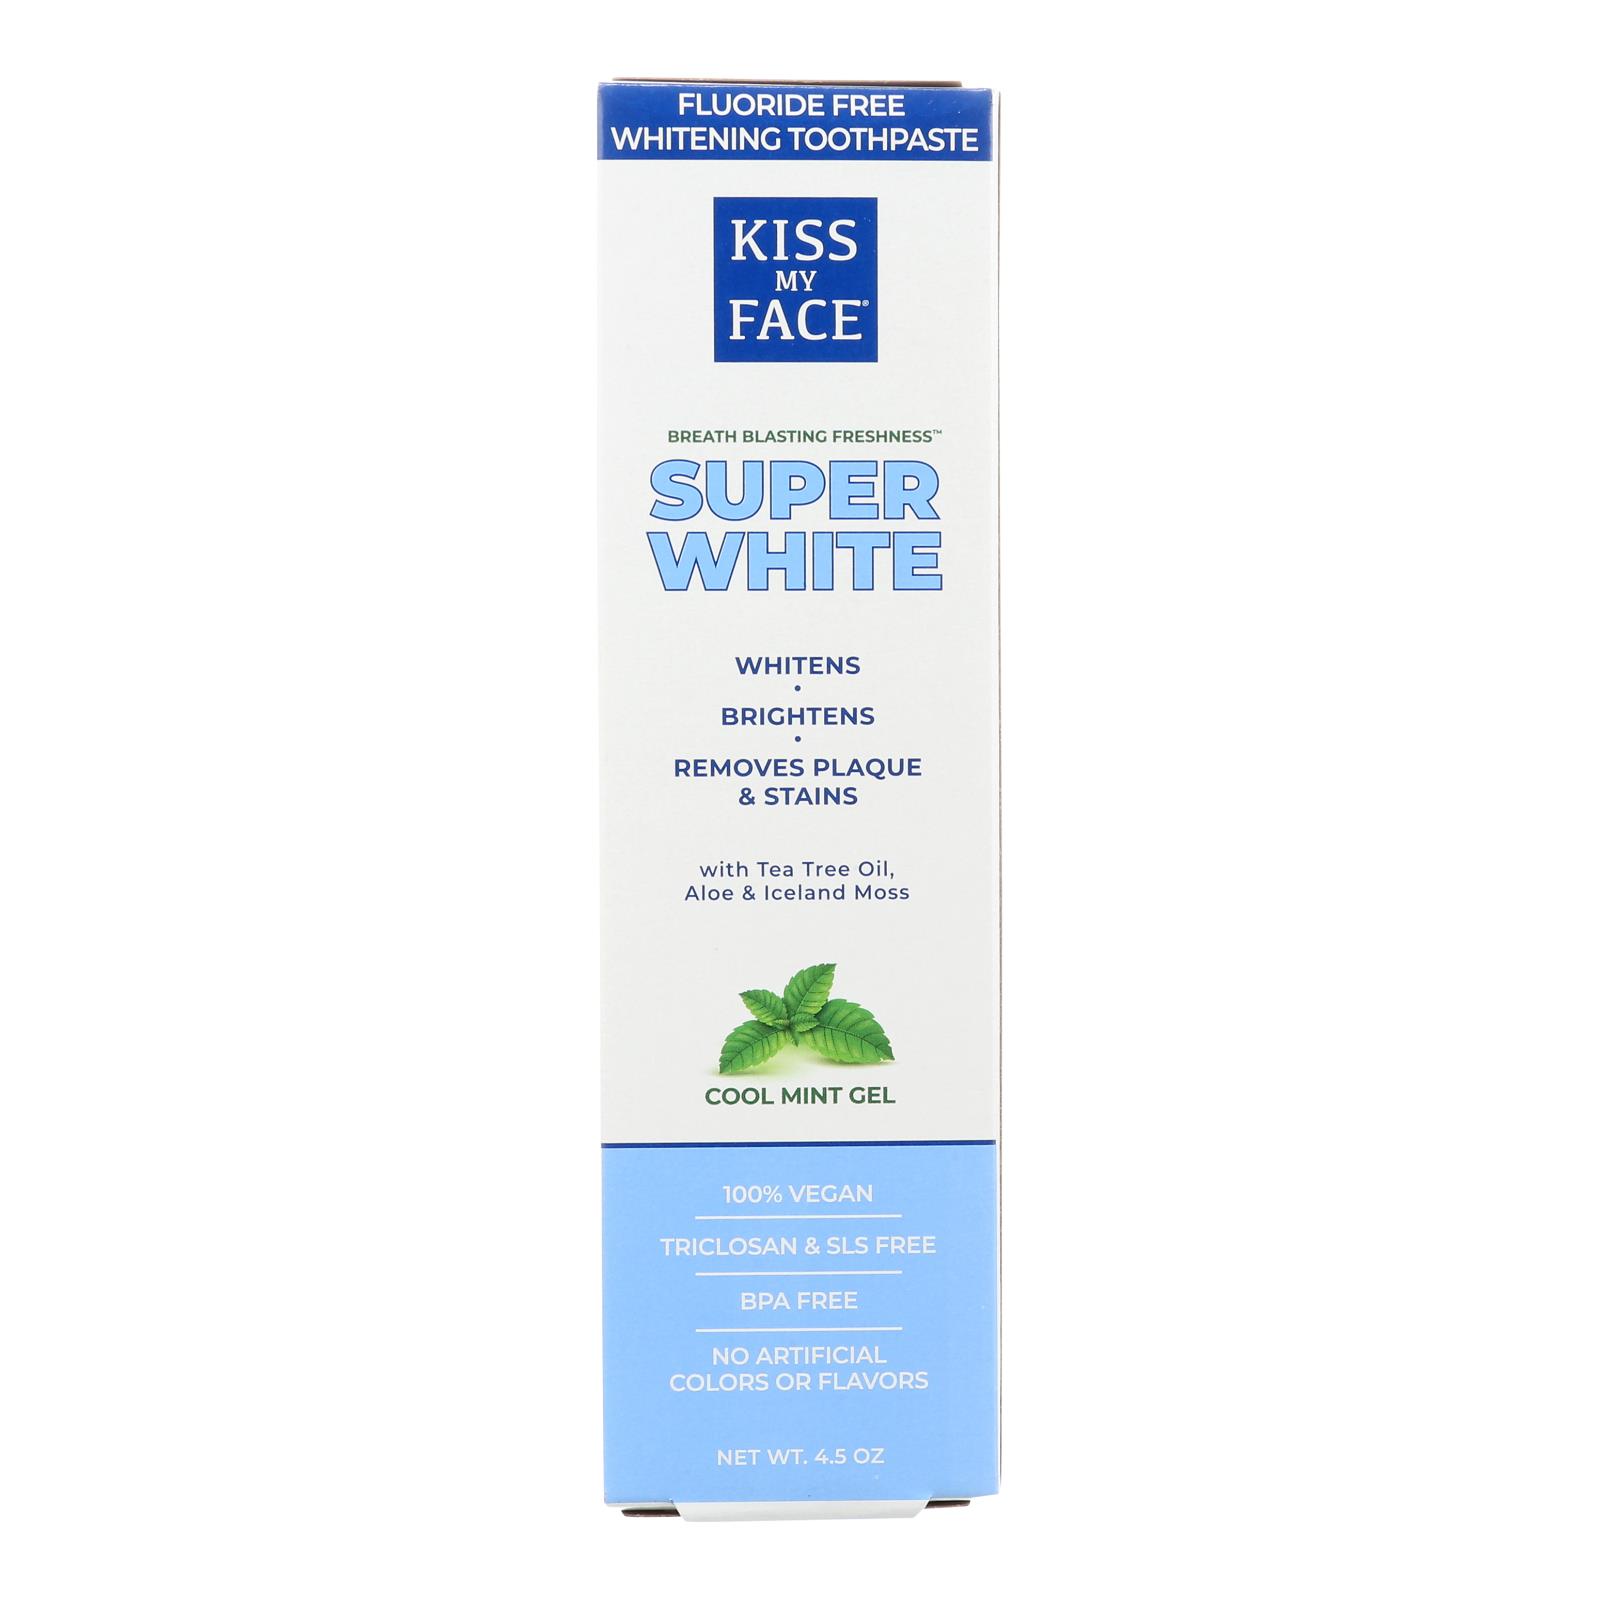 FLUORIDE FREE
WHITENING TOOTHPASTE
KISS
MY
FACE®
BREATH BLASTING FRESHNESS™
SUPER
WHITE
WHITENS
•
BRIGHTENS
•
REMOVES PLAQUE
& STAINS
with Tea Tree Oil,
Aloe & Iceland Moss
COOL MINT GEL
100% VEGAN
TRICLOSAN & SLS FREE
BPA FREE
NO ARTIFICIAL
COLORS OR FLAVORS
NET WT. 4.5 OZ